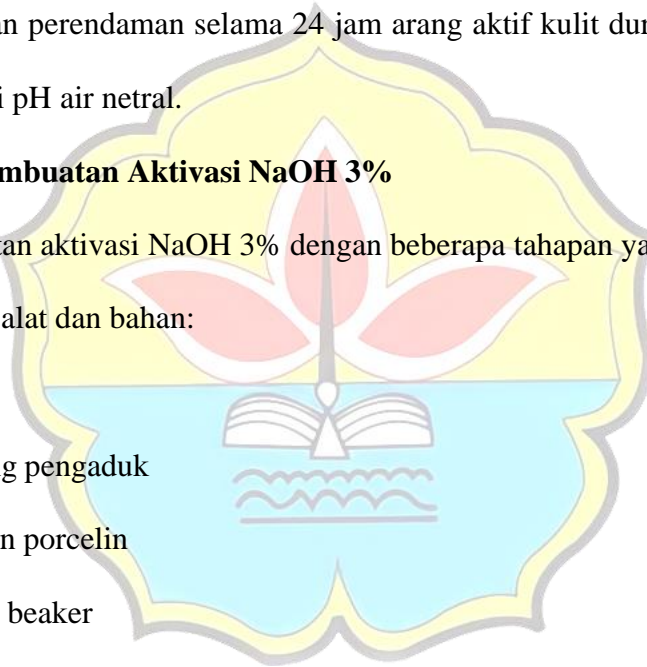 an perendaman selama 24 jam arang aktif kulit dur
i pH air netral.
mbuatan Aktivasi NaOH 3%
tan aktivasi NaOH 3% dengan beberapa tahapan ya
alat dan bahan:
g pengaduk
n porcelin
beaker